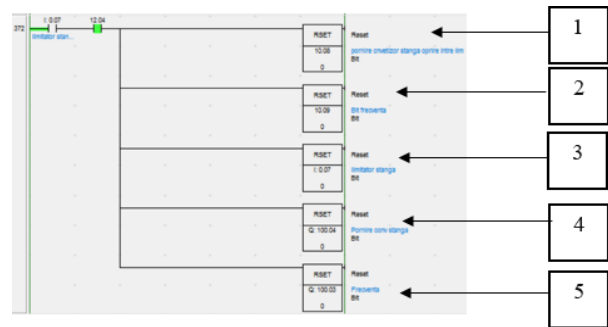 372
I: 0.07
12.04
limitator stan...
RSET
Reset
1
10.08
pornire cnvetizor stanga oprire intre lim
Bit
0
RSET
Reset
2
10.09
Bit frecventa
Bit
0
RSET
Reset
3
I: 0.07
limitator stanga
Bit
0
RSET
Reset
4
Q: 100.04
Pornire conv stanga
Bit
0
RSET
Reset
5
Q: 100.03
Frecventa
Bit
0